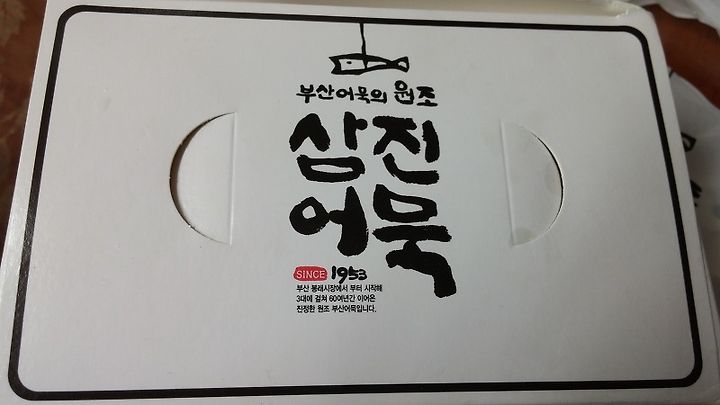 부산어묵의 원조
삼진
어묵
SINCE 1953
부산 봉래시장에서 부터 시작해
3대에 걸쳐 60여년간 이어온
진정한 원조 부산어묵입니다.